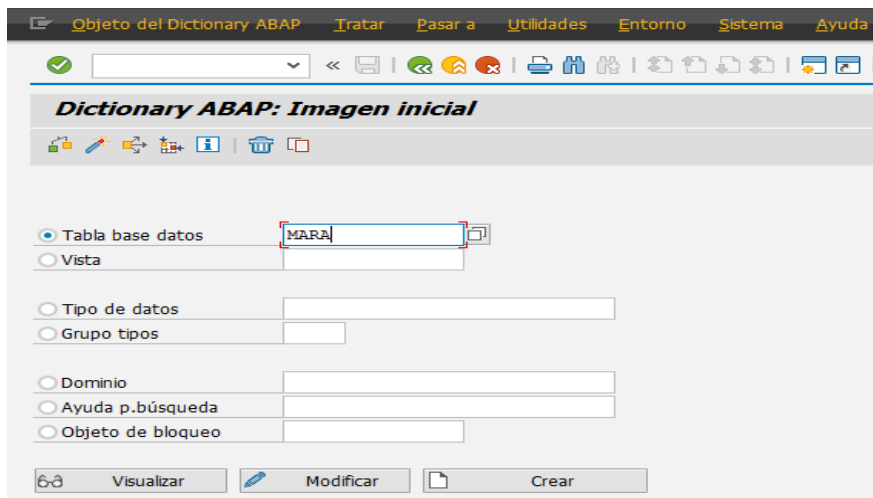 Objeto del Dictionary ABAP Tratar Pasar a Utilidades Entorno Sistema Ayuda
Dictionary ABAP: Imagen inicial
Tabla base datos MARA
Vista
Tipo de datos
Grupo tipos
Dominio
Ayuda p.búsqueda
Objeto de bloqueo
Visualizar Modificar Crear